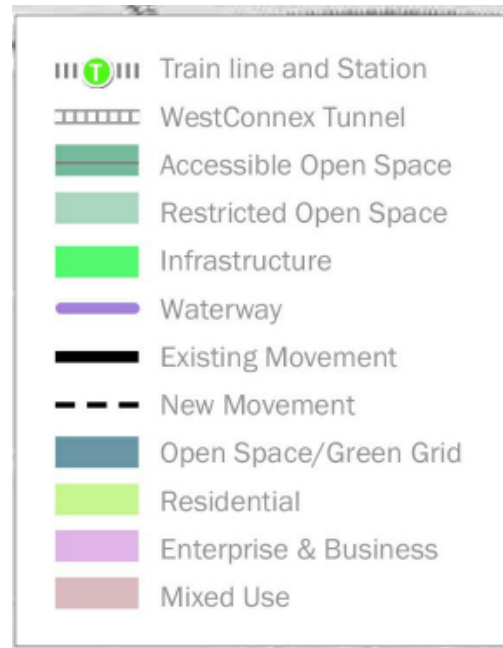 T Train line and Station
WestConnex Tunnel
Accessible Open Space
Restricted Open Space
Infrastructure
Waterway
Existing Movement
New Movement
Open Space/Green Grid
Residential
Enterprise & Business
Mixed Use